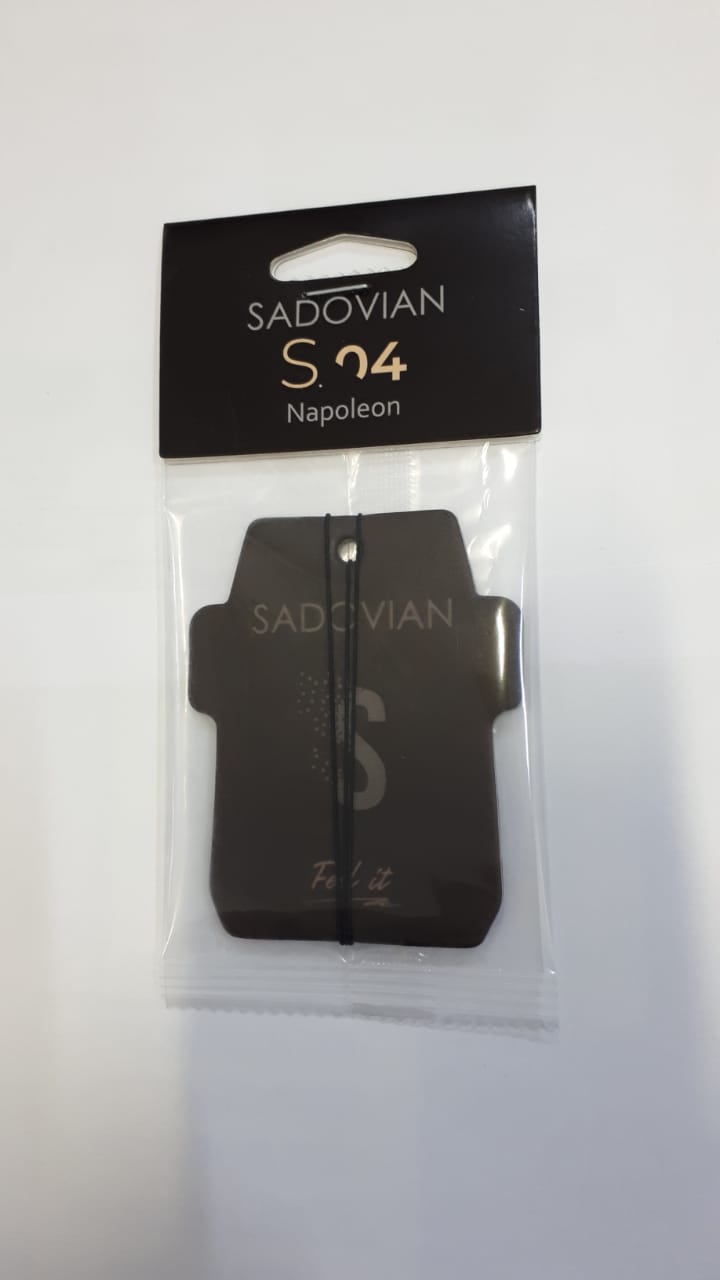 SADOVIAN
S.04
Napoleon
SADOVIAN
S
Feel it